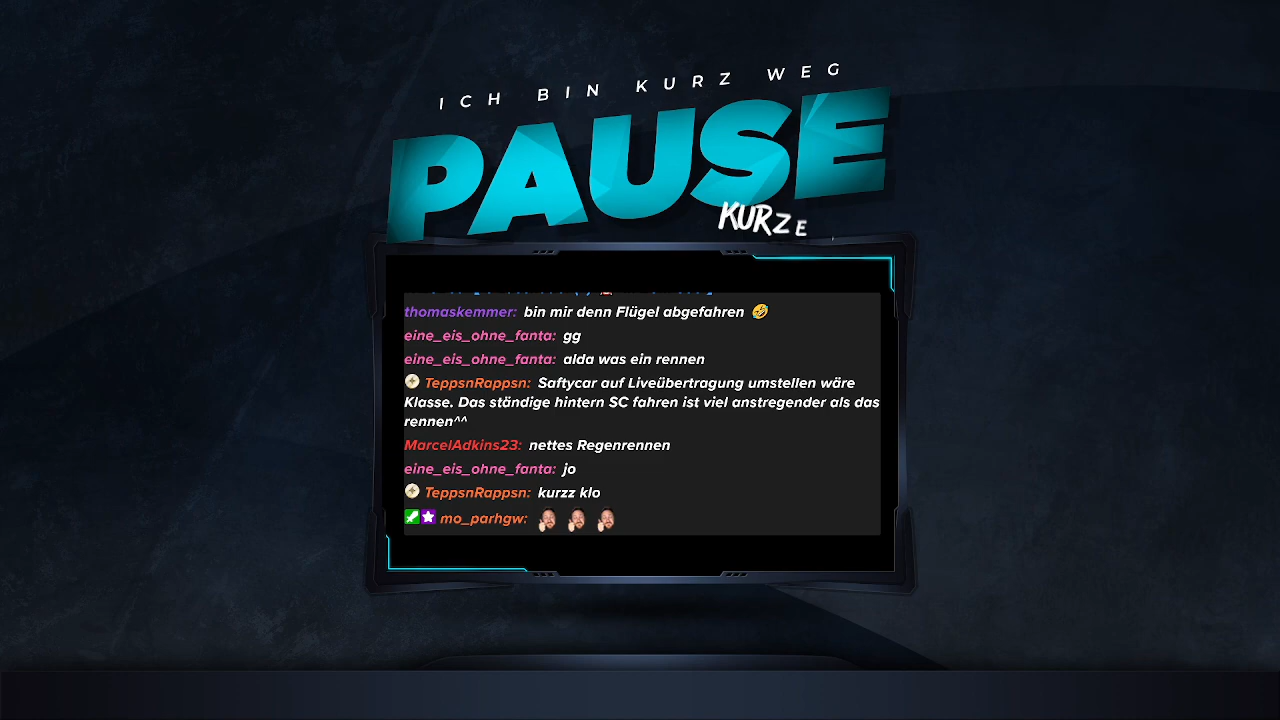 ICH BIN KURZ WEG
PAUSE
KURZE
thomaskemmer: bin mir denn Flügel abgefahren 🤣
eine_eis_ohne_fanta: gg
eine_eis_ohne_fanta: alda was ein rennen
TeppsnRappsn: Saftycar auf Liveübertragung umstellen wäre
Klasse. Das ständige hintern SC fahren ist viel anstregender als das
rennen^^
MarcelAdkins23: nettes Regenrennen
eine_eis_ohne_fanta: jo
TeppsnRappsn: kurzz klo
mo_parhgw: